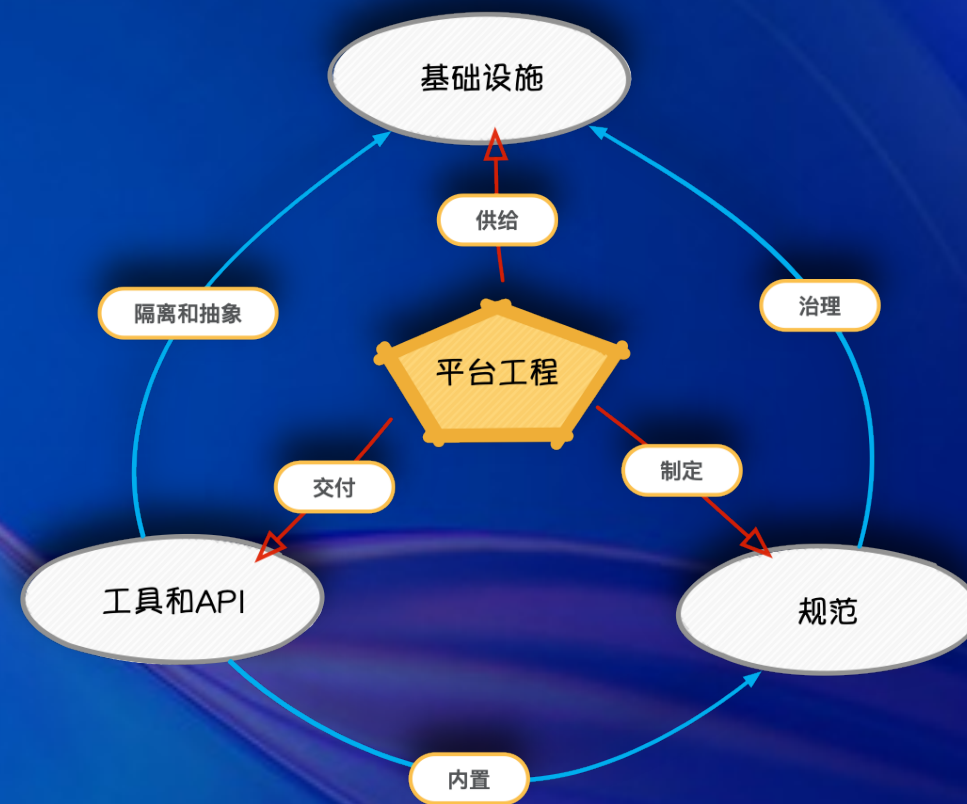 基础设施
供给
隔离和抽象
治理
平台工程
交付
制定
工具和API
规范
内置